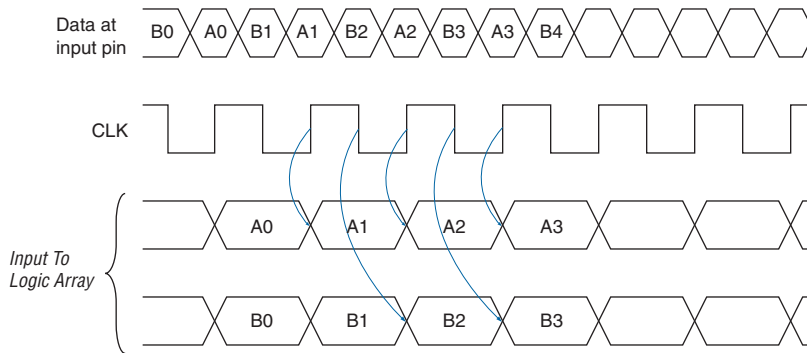 Data at
input pin
B0 A0 B1 A1 B2 A2 B3 A3 B4
CLK
Input To
Logic Array
A0 A1 A2 A3
B0 B1 B2 B3